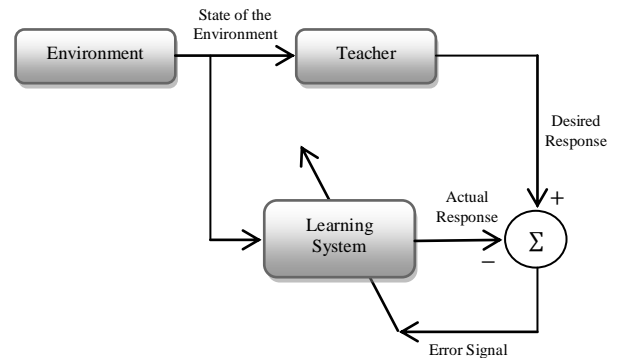 State of the
Environment
Environment
Teacher
Desired
Response
+
Actual
Response
Learning
System
Σ
−
Error Signal